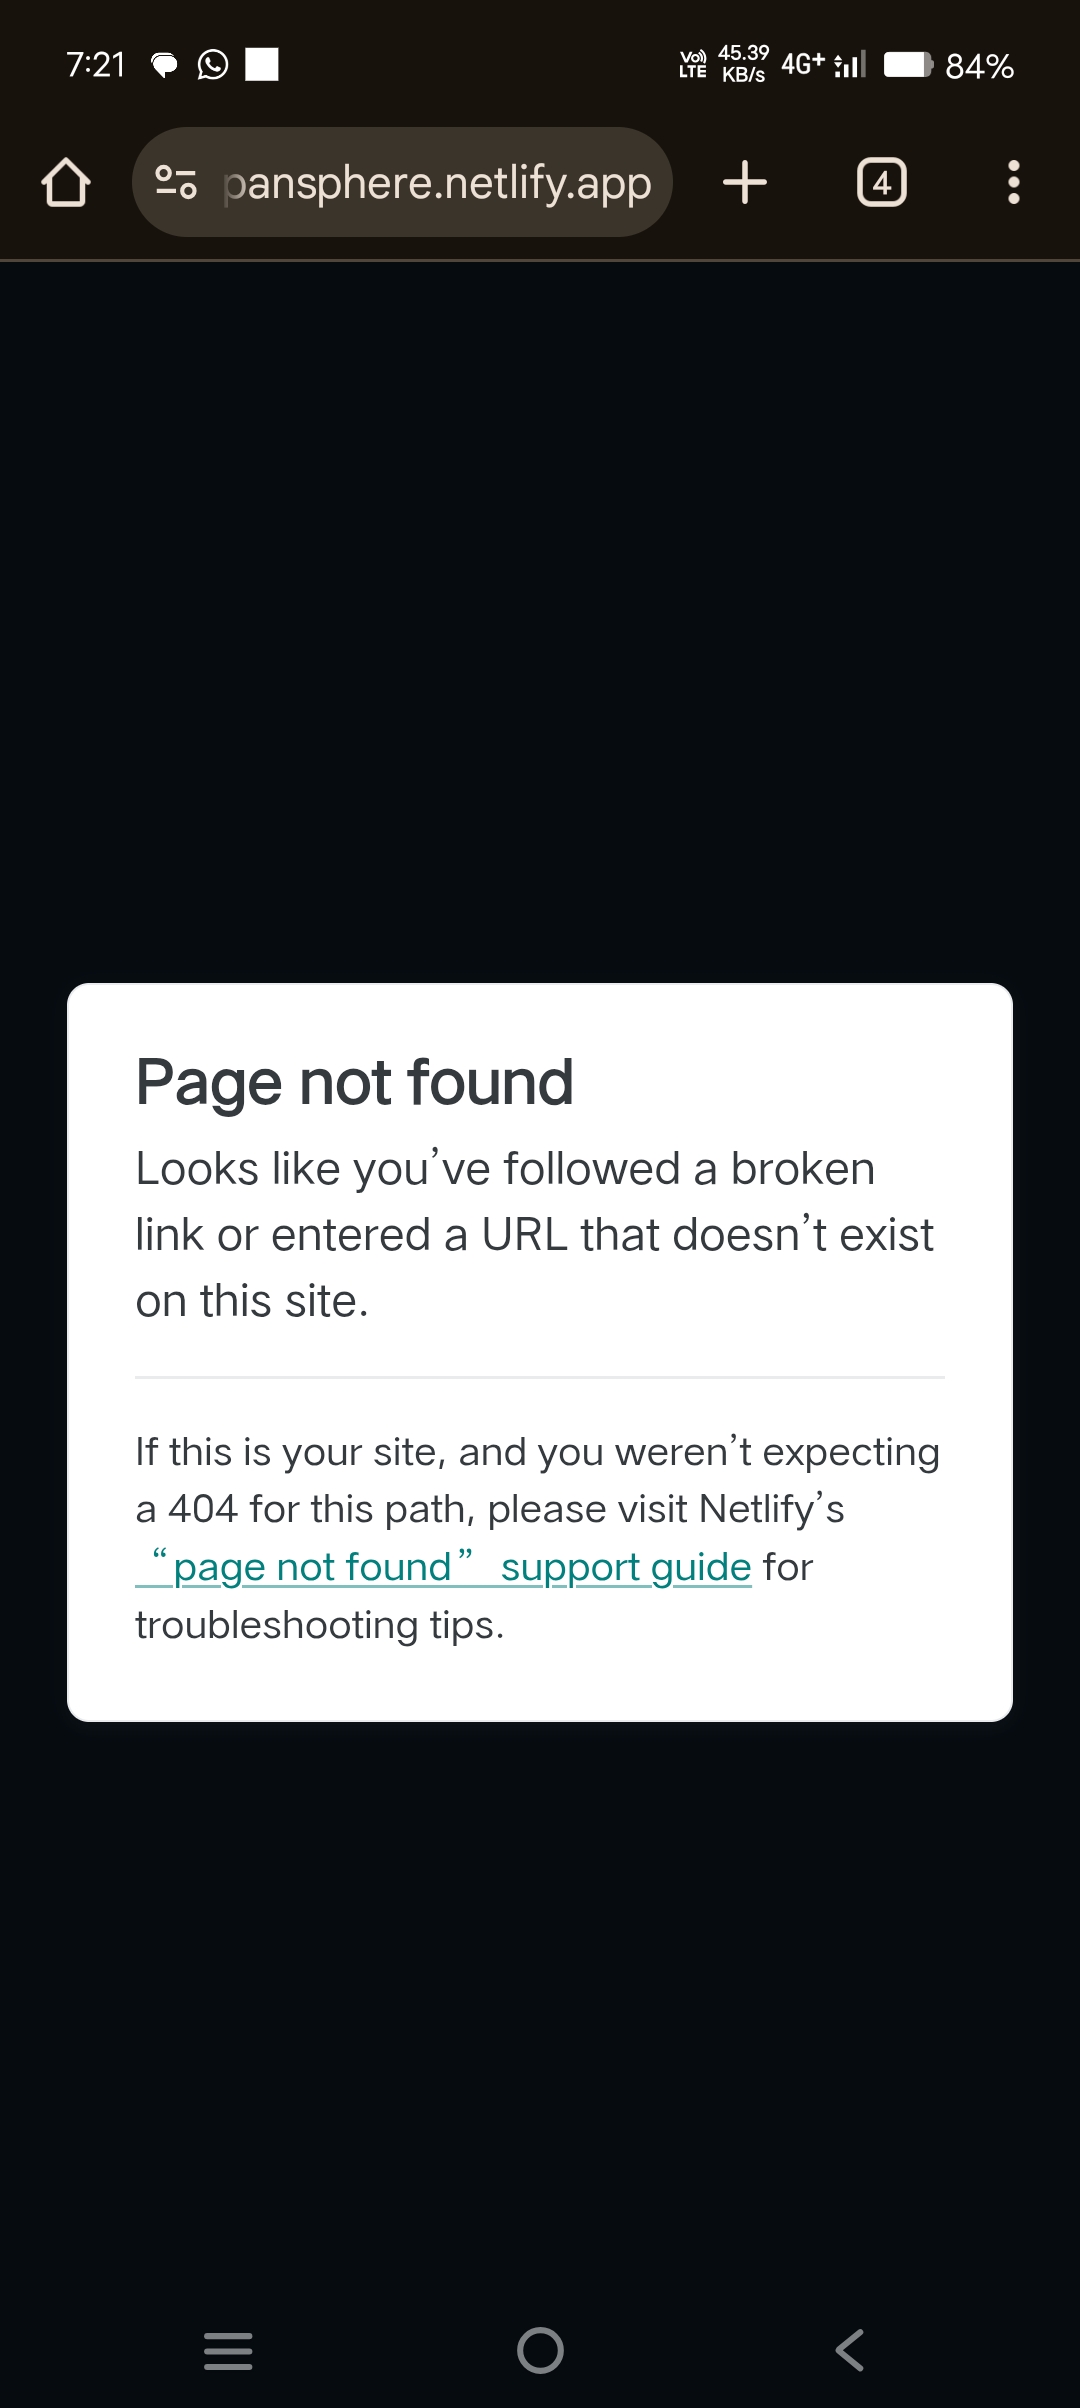 7:21
Vo)) LTE 45.39 KB/s 4G+ 84%
pansphere.netlify.app
4
Page not found
Looks like you’ve followed a broken
link or entered a URL that doesn’t exist
on this site.
If this is your site, and you weren’t expecting
a 404 for this path, please visit Netlify’s
“page not found” support guide for
troubleshooting tips.